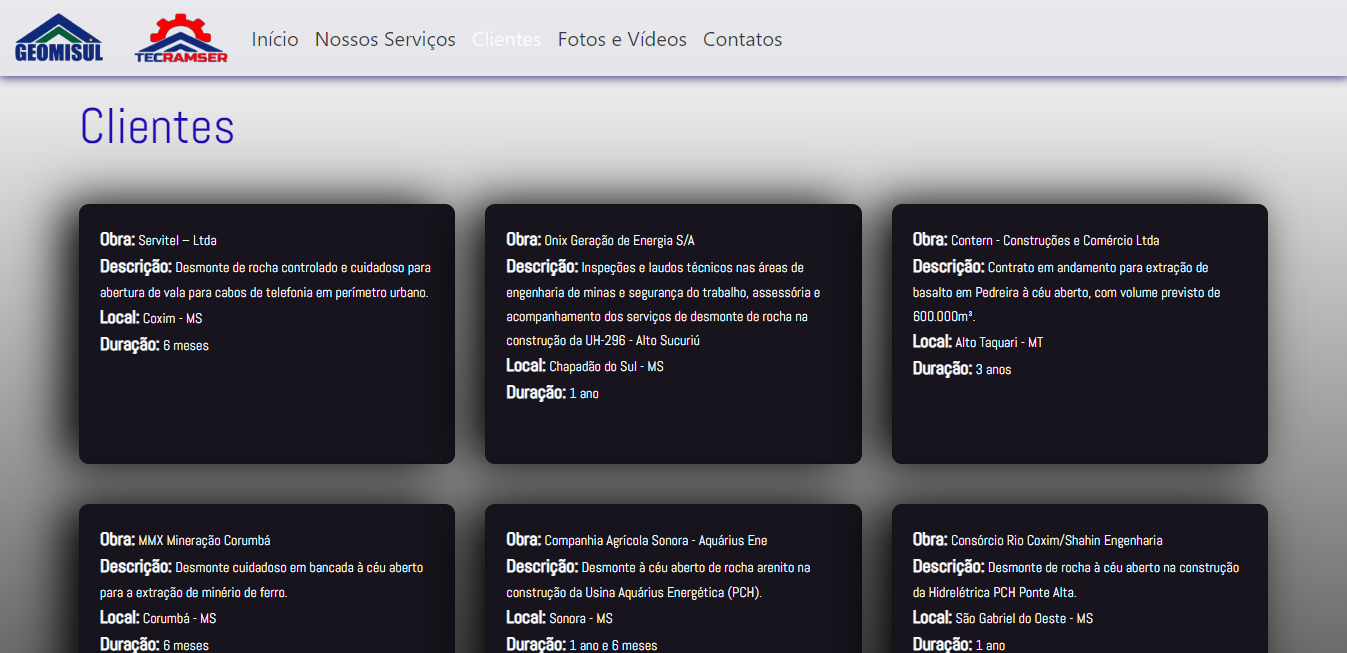 GEOMISUL
TECRAMSER
Início Nossos Serviços Clientes Fotos e Vídeos Contatos
Clientes
Obra: Servitel – Ltda
Descrição: Desmonte de rocha controlado e cuidadoso para
abertura de vala para cabos de telefonia em perímetro urbano.
Local: Coxim - MS
Duração: 6 meses
Obra: Onix Geração de Energia S/A
Descrição: Inspeções e laudos técnicos nas áreas de
engenharia de minas e segurança do trabalho, assessória e
acompanhamento dos serviços de desmonte de rocha na
construção da UH-296 - Alto Sucuriú
Local: Chapadão do Sul - MS
Duração: 1 ano
Obra: Contern - Construções e Comércio Ltda
Descrição: Contrato em andamento para extração de
basalto em Pedreira à céu aberto, com volume previsto de
600.000m³.
Local: Alto Taquari - MT
Duração: 3 anos
Obra: MMX Mineração Corumbá
Descrição: Desmonte cuidadoso em bancada à céu aberto
para a extração de minério de ferro.
Local: Corumbá - MS
Duração: 6 meses
Obra: Companhia Agrícola Sonora - Aquárius Ene
Descrição: Desmonte à céu aberto de rocha arenito na
construção da Usina Aquárius Energética (PCH).
Local: Sonora - MS
Duração: 1 ano e 6 meses
Obra: Consórcio Rio Coxim/Shahin Engenharia
Descrição: Desmonte de rocha à céu aberto na construção
da Hidrelétrica PCH Ponte Alta.
Local: São Gabriel do Oeste - MS
Duração: 1 ano